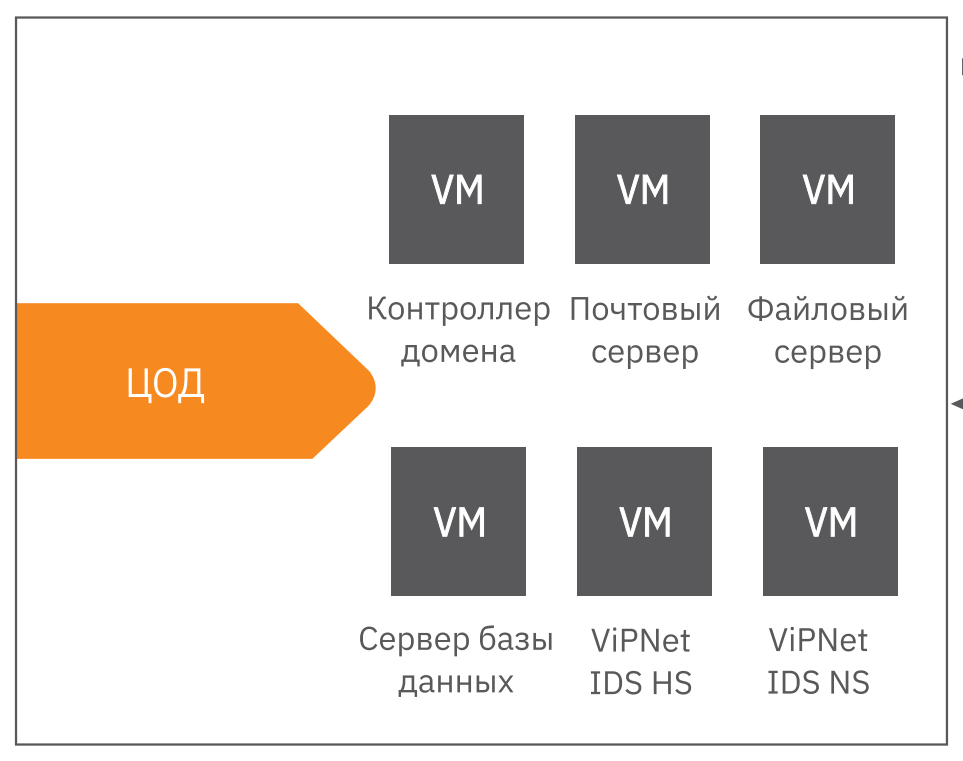 VM
VM
VM
Контроллер
домена
Почтовый
сервер
Файловый
сервер
ЦОД
VM
VM
VM
Сервер базы
данных
ViPNet
IDS HS
ViPNet
IDS NS